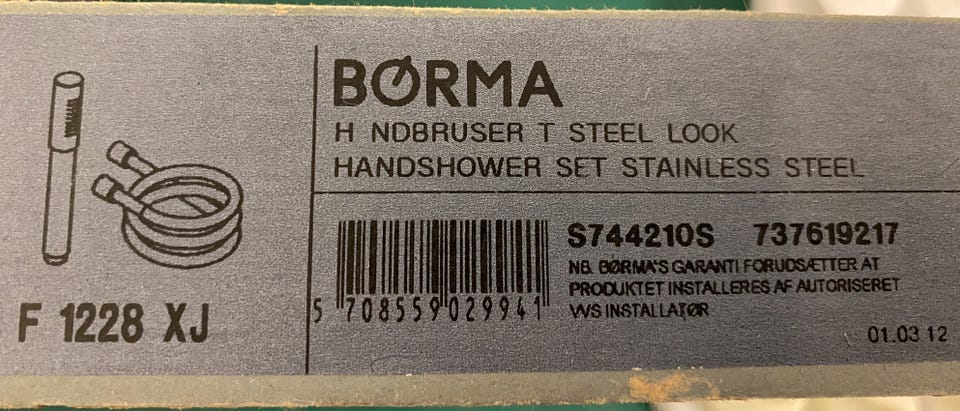 BØRMA
H NDBRUSER T STEEL LOOK
HANDSHOWER SET STAINLESS STEEL
S744210S 737619217
NB. BØRMA'S GARANTI FORUDSÆTTER AT
PRODUKTET INSTALLERES AF AUTORISERET
VVS INSTALLATØR
5 708559 029941
F 1228 XJ
01.03 12